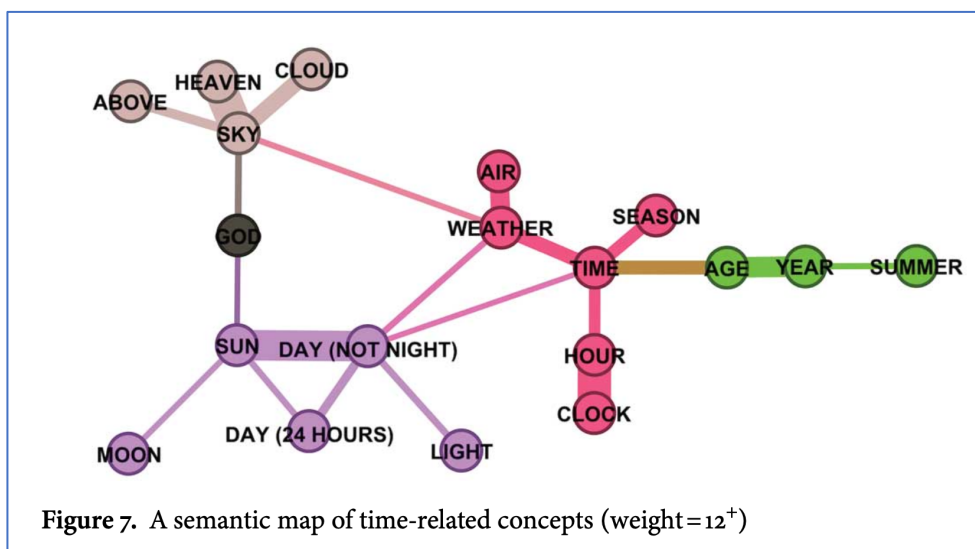 CLOUD
HEAVEN
ABOVE
SKY
AIR
SEASON
WEATHER
GOD
TIME
AGE
YEAR
SUMMER
SUN
DAY (NOT NIGHT)
HOUR
CLOCK
DAY (24 HOURS)
MOON
LIGHT
Figure 7. A semantic map of time-related concepts (weight = 12⁺)